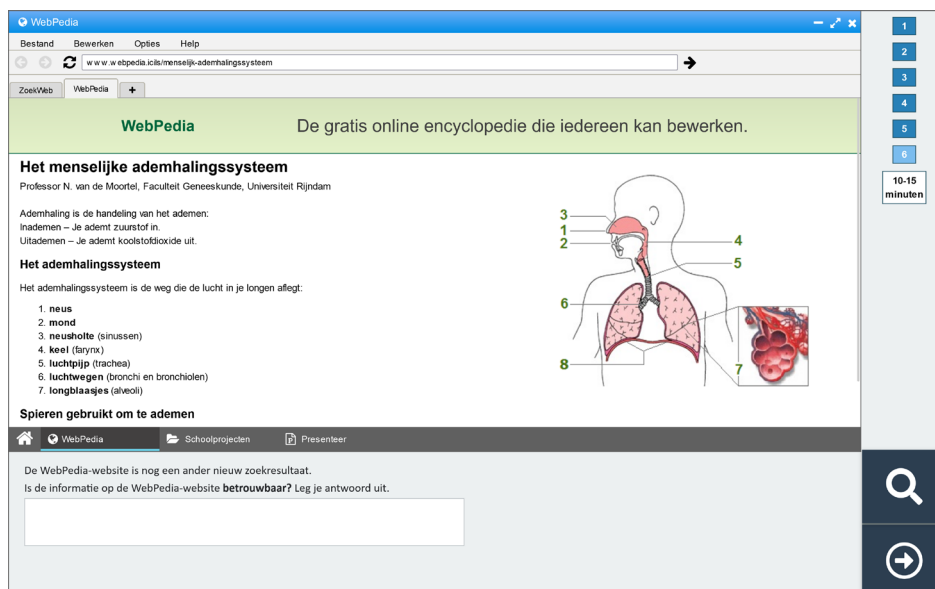 WebPedia
Bestand Bewerken Opties Help
www.webpedia.icils/menselijk-ademhalingssysteem
ZoekWeb WebPedia +
WebPedia De gratis online encyclopedie die iedereen kan bewerken.
Het menselijke ademhalingssysteem
Professor N. van de Moortel, Faculteit Geneeskunde, Universiteit Rijndam
Ademhaling is de handeling van het ademen:
Inademen – Je ademt zuurstof in.
Uitademen – Je ademt koolstofdioxide uit.
Het ademhalingssysteem
Het ademhalingssysteem is de weg die de lucht in je longen aflegt:
1. neus
2. mond
3. neusholte (sinussen)
4. keel (farynx)
5. luchtpijp (trachea)
6. luchtwegen (bronchi en bronchiolen)
7. longblaasjes (alveoli)
Spieren gebruikt om te ademen
3
1
2
4
5
6
8
7
WebPedia Schoolprojecten Presenteer
De WebPedia-website is nog een ander nieuw zoekresultaat.
Is de informatie op de WebPedia-website betrouwbaar? Leg je antwoord uit.
1
2
3
4
5
6
10-15
minuten